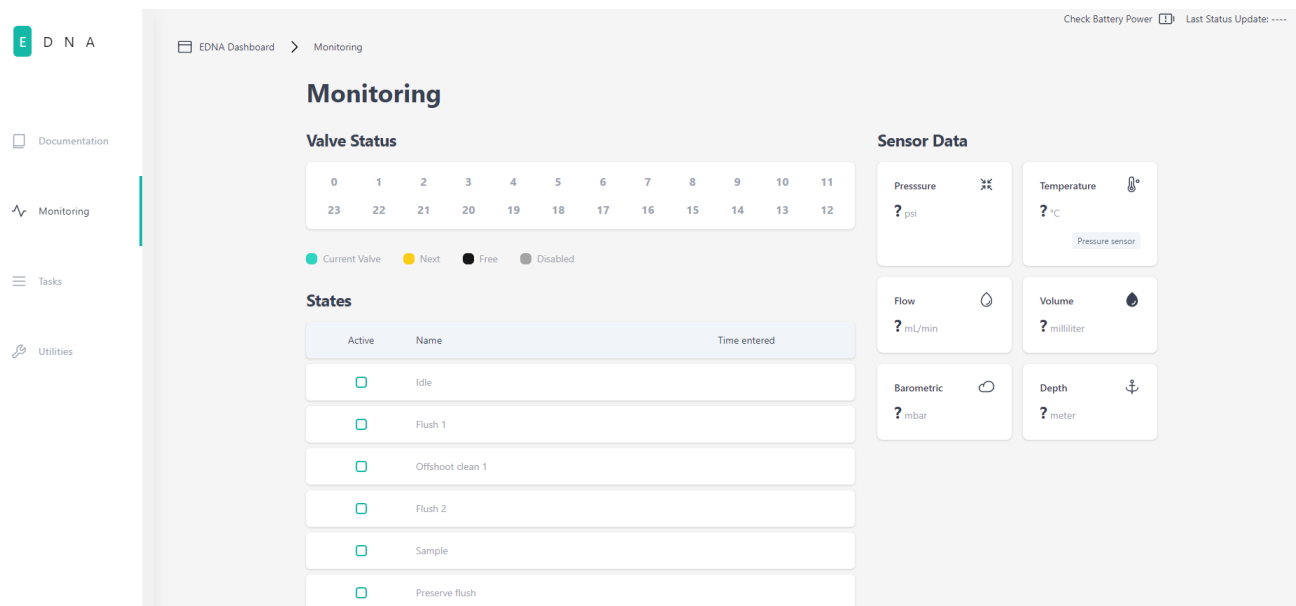 Check Battery Power Last Status Update: ----
E D N A
EDNA Dashboard Monitoring
Documentation
Monitoring
Tasks
Utilities
Monitoring
Valve Status
0 1 2 3 4 5 6 7 8 9 10 11
23 22 21 20 19 18 17 16 15 14 13 12
Current Valve Next Free Disabled
States
Active Name Time entered
Idle
Flush 1
Offshoot clean 1
Flush 2
Sample
Preserve flush
Sensor Data
Presssure
? psi
Temperature
? °C
Pressure sensor
Flow
? mL/min
Volume
? milliliter
Barometric
? mbar
Depth
? meter